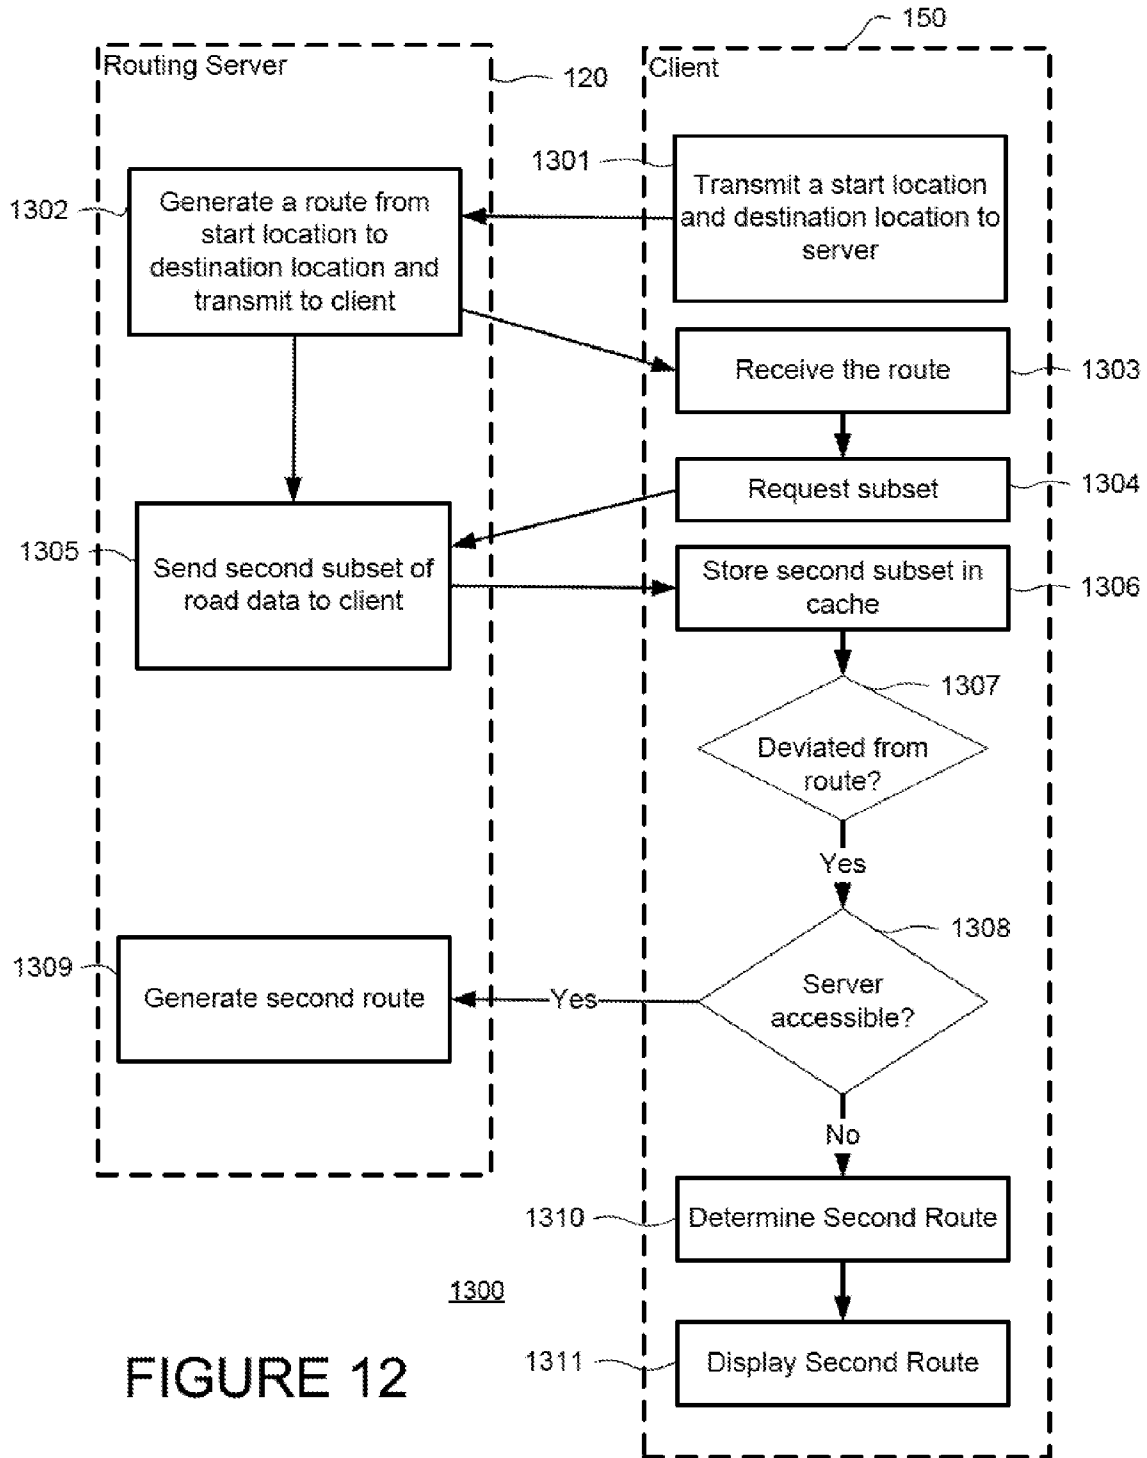 150
Routing Server
120
Client
1301
Transmit a start location
and destination location to
server
1302
Generate a route from
start location to
destination location and
transmit to client
Receive the route
1303
Request subset
1304
1305
Send second subset of
road data to client
Store second subset in
cache
1306
1307
Deviated from
route?
Yes
1308
Server
accessible?
Yes
1309
Generate second route
No
1310
Determine Second Route
1300
1311
Display Second Route
FIGURE 12